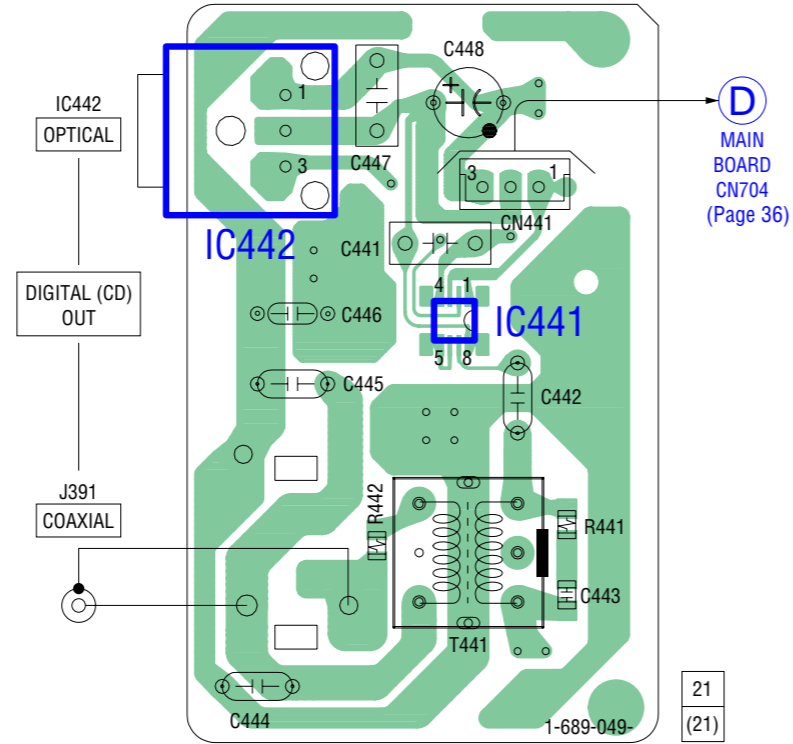 IC442
OPTICAL
DIGITAL (CD)
OUT
J391
COAXIAL
1
3
IC442
C447
C448
+
3
1
CN441
D
MAIN
BOARD
CN704
(Page 36)
C441
4
1
IC441
5
8
C446
C445
C442
R442
R441
C443
T441
C444
1-689-049-
21
(21)